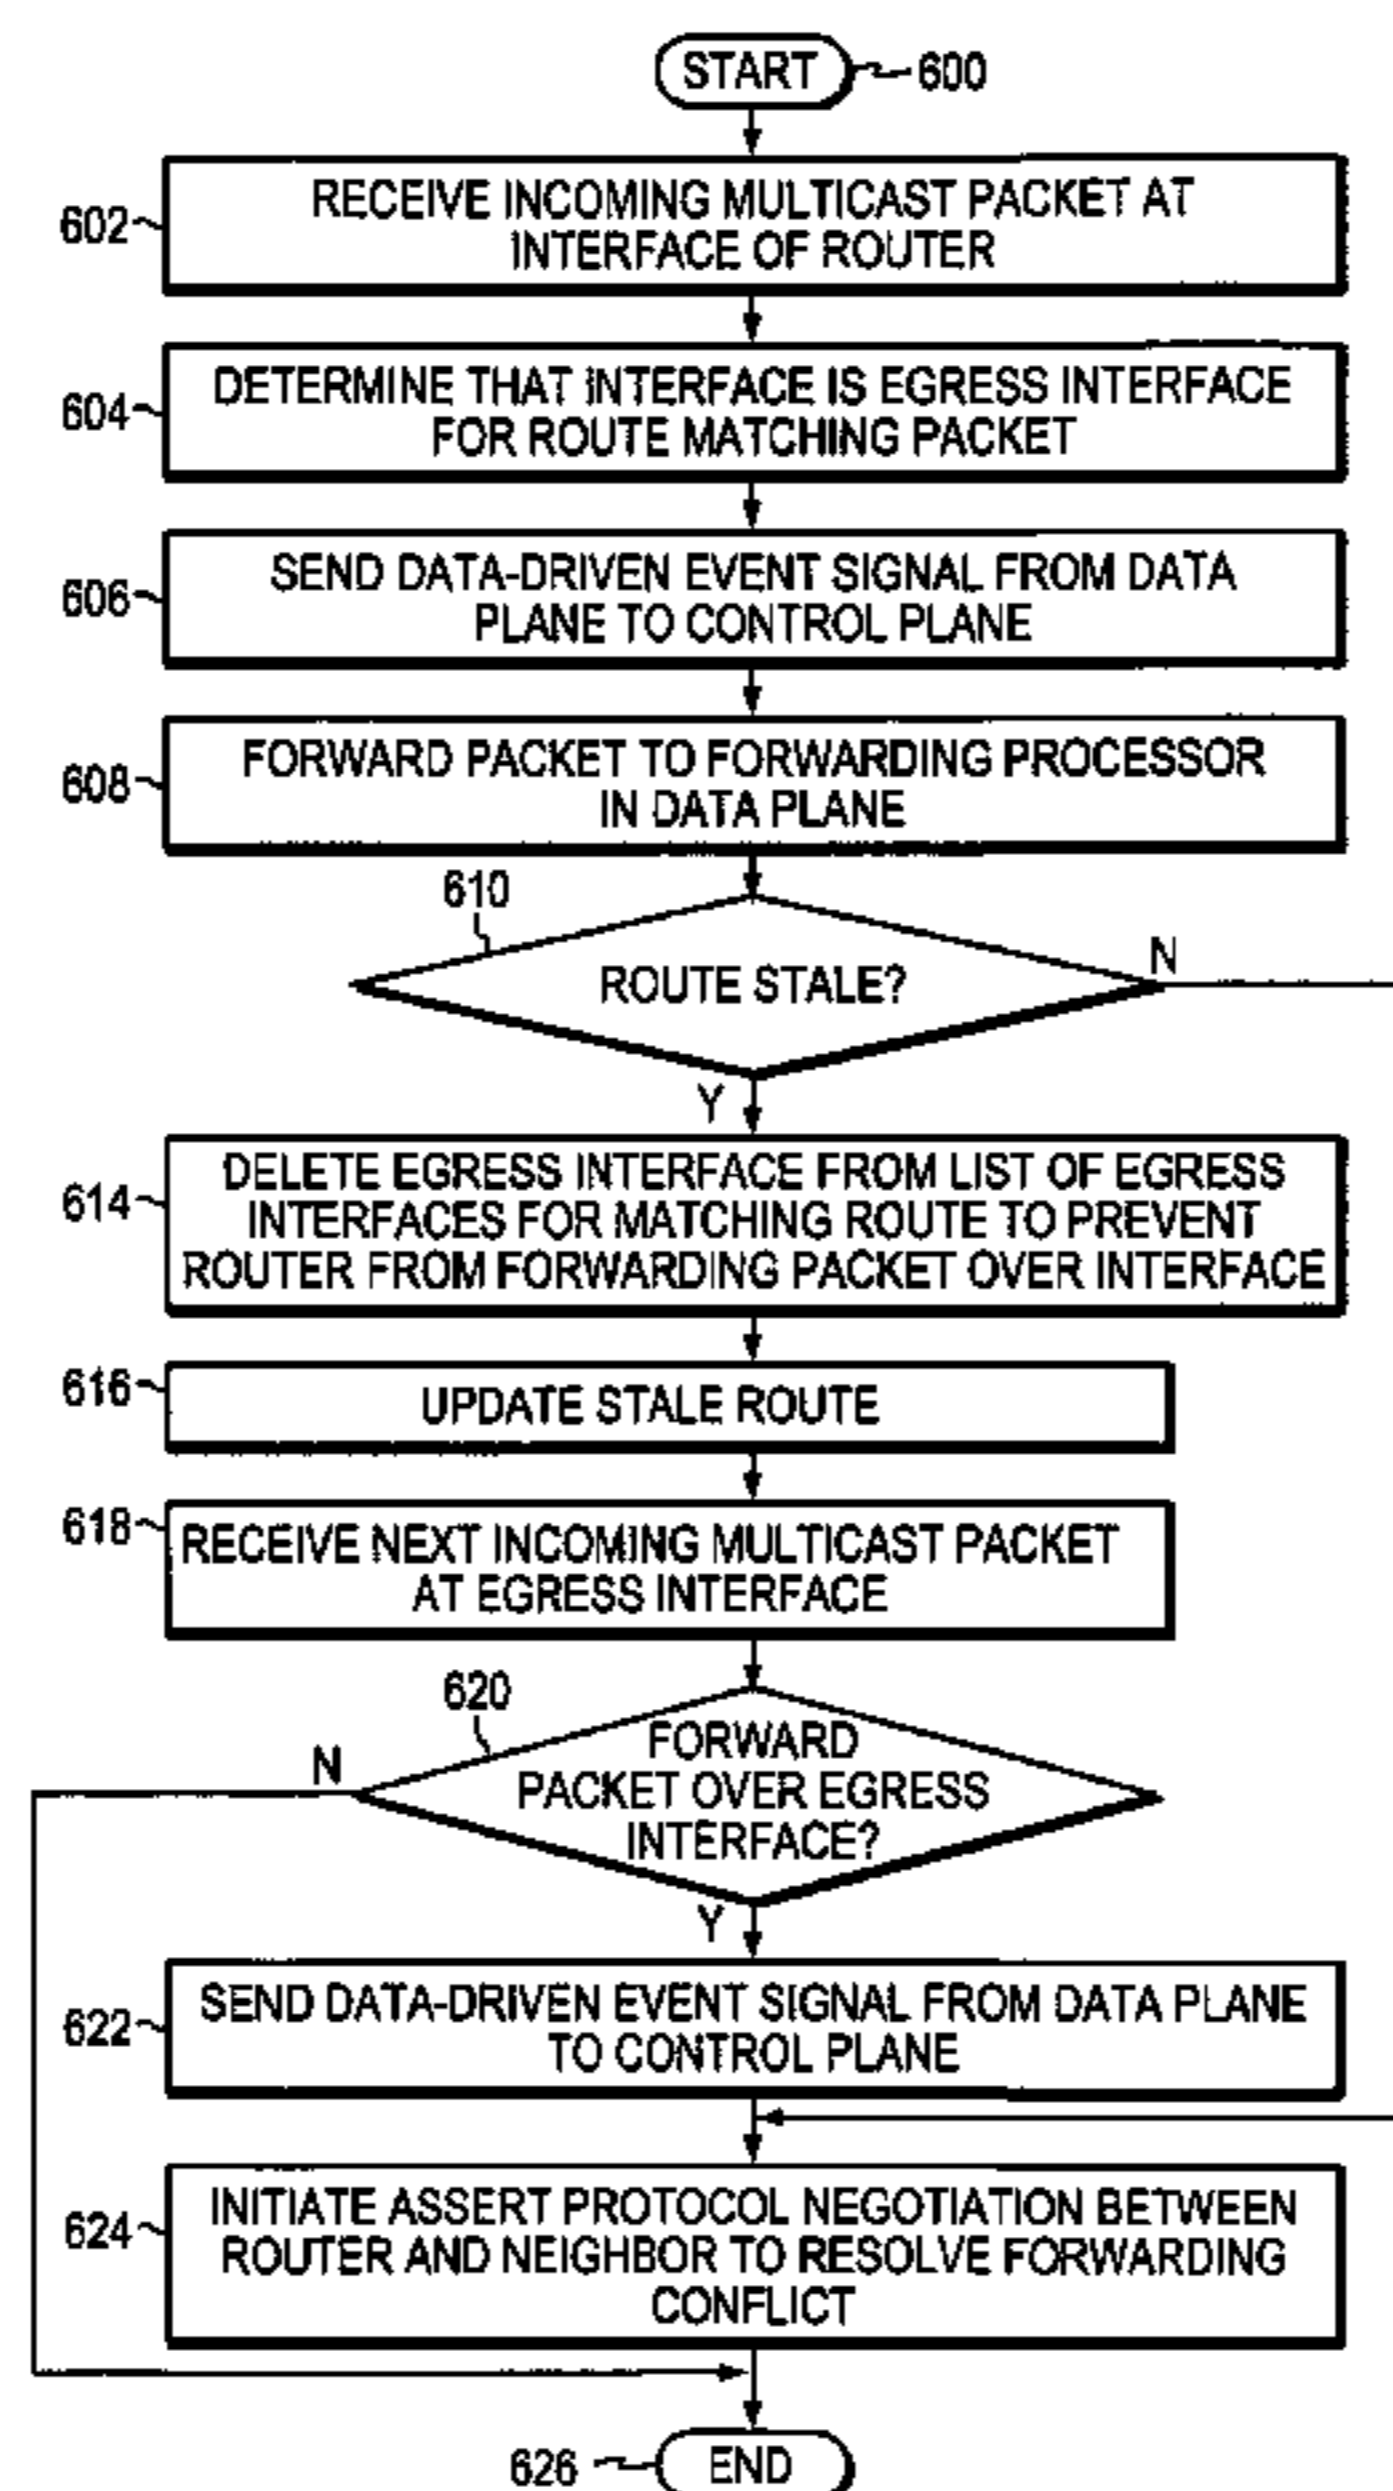 START
600
602
RECEIVE INCOMING MULTICAST PACKET AT
INTERFACE OF ROUTER
604
DETERMINE THAT INTERFACE IS EGRESS INTERFACE
FOR ROUTE MATCHING PACKET
606
SEND DATA-DRIVEN EVENT SIGNAL FROM DATA
PLANE TO CONTROL PLANE
608
FORWARD PACKET TO FORWARDING PROCESSOR
IN DATA PLANE
610
ROUTE STALE?
N
Y
614
DELETE EGRESS INTERFACE FROM LIST OF EGRESS
INTERFACES FOR MATCHING ROUTE TO PREVENT
ROUTER FROM FORWARDING PACKET OVER INTERFACE
616
UPDATE STALE ROUTE
618
RECEIVE NEXT INCOMING MULTICAST PACKET
AT EGRESS INTERFACE
620
N
FORWARD
PACKET OVER EGRESS
INTERFACE?
Y
622
SEND DATA-DRIVEN EVENT SIGNAL FROM DATA PLANE
TO CONTROL PLANE
624
INITIATE ASSERT PROTOCOL NEGOTIATION BETWEEN
ROUTER AND NEIGHBOR TO RESOLVE FORWARDING
CONFLICT
626
END